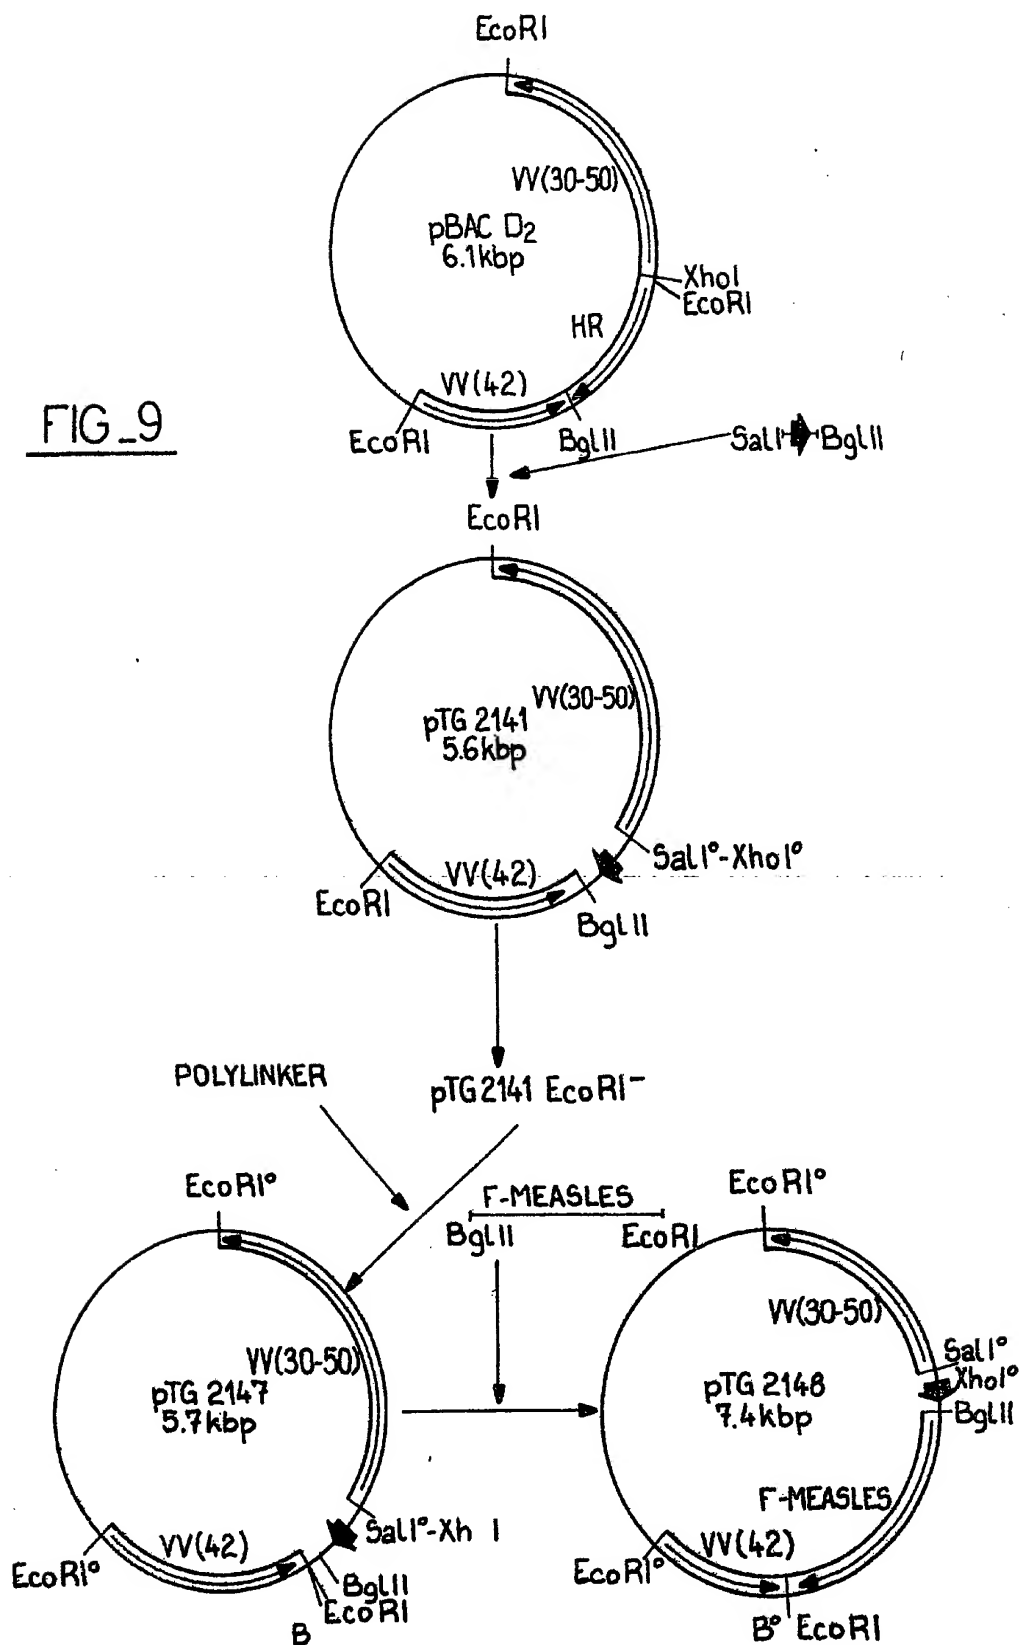 EcoRI
VV(30-50)
pBAC D2
6.1kbp
XhoI
EcoRI
HR
VV(42)
FIG_9
EcoRI
BglII
SalI BglII
EcoRI
VV(30-50)
pTG 2141
5.6kbp
SalI°-XhoI°
VV(42)
EcoRI
BglII
POLYLINKER
pTG2141 EcoRI-
EcoRI°
F-MEASLES
EcoRI°
BglII
EcoRI
VV(30-50)
VV(30-50)
SalI°
XhoI°
pTG 2147
5.7kbp
pTG 2148
7.4kbp
BglII
F-MEASLES
SalI°-Xh I
VV(42)
VV(42)
EcoRI°
EcoRI°
BglII
EcoRI
B
B° EcoRI